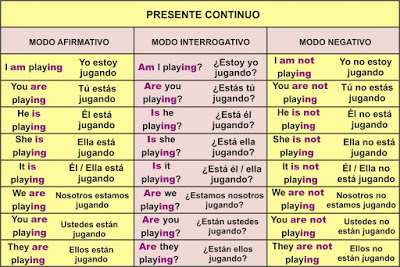 PRESENTE CONTINUO
MODO AFIRMATIVO
MODO INTERROGATIVO
MODO NEGATIVO
I am playing
Yo estoy
jugando
Am I playing?
¿Estoy yo
jugando?
I am not
playing
Yo no estoy
jugando
You are
playing
Tú estás
jugando
Are you
playing?
¿Estás tú
jugando?
You are not
playing
Tú no estás
jugando
He is
playing
Él está
jugando
Is he
playing?
¿Está él
jugando?
He is not
playing
Él no está
jugando
She is
playing
Ella está
jugando
Is she
playing?
¿Está ella
jugando?
She is not
playing
Ella no está
jugando
It is
playing
Él / Ella está
jugando
Is it
playing?
¿Está él / ella
jugando?
It is not
playing
Él / Ella no
está jugando
We are
playing
Nosotros estamos
jugando
Are we
playing?
¿Estamos nosotros
jugando?
We are not
playing
Nosotros no
estamos jugando
You are
playing
Ustedes están
jugando
Are you
playing?
¿Están ustedes
jugando?
You are not
playing
Ustedes no
están jugando
They are
playing
Ellos están
jugando
Are they
playing?
¿Están ellos
jugando?
They are not
playing
Ellos no
están jugando